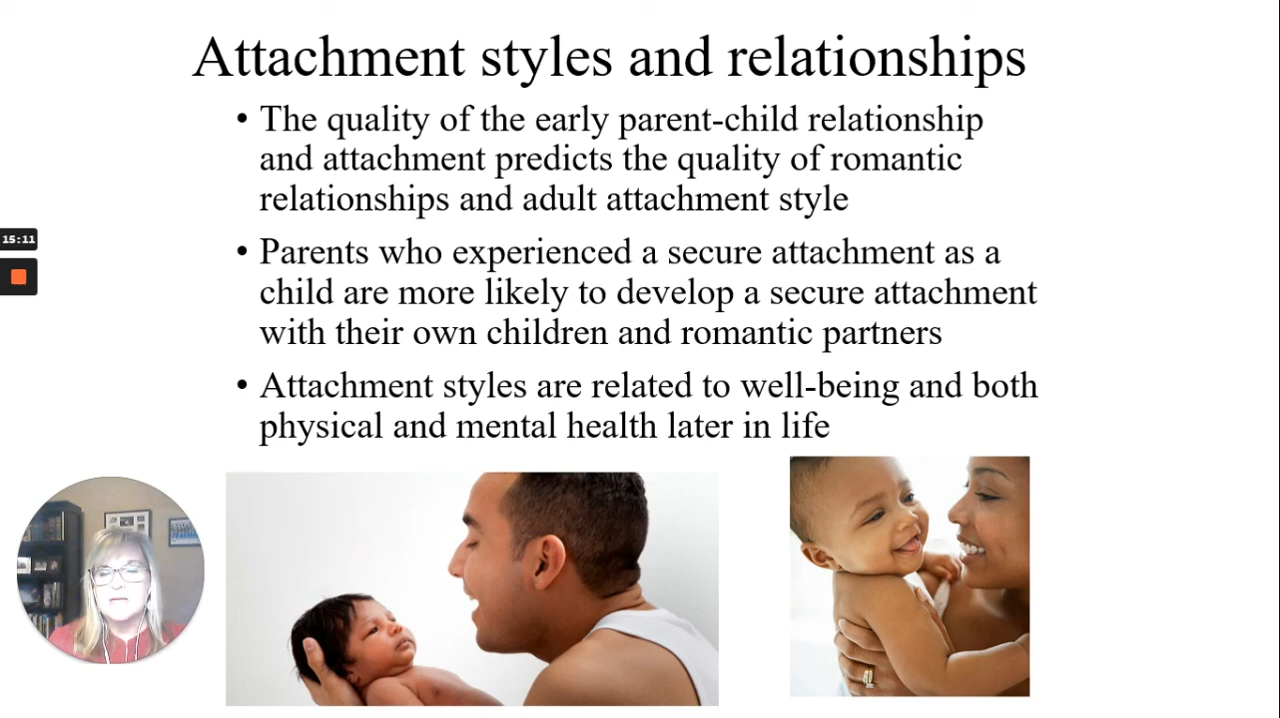 Attachment styles and relationships
• The quality of the early parent-child relationship
and attachment predicts the quality of romantic
relationships and adult attachment style
15:11
• Parents who experienced a secure attachment as a
child are more likely to develop a secure attachment
with their own children and romantic partners
• Attachment styles are related to well-being and both
physical and mental health later in life